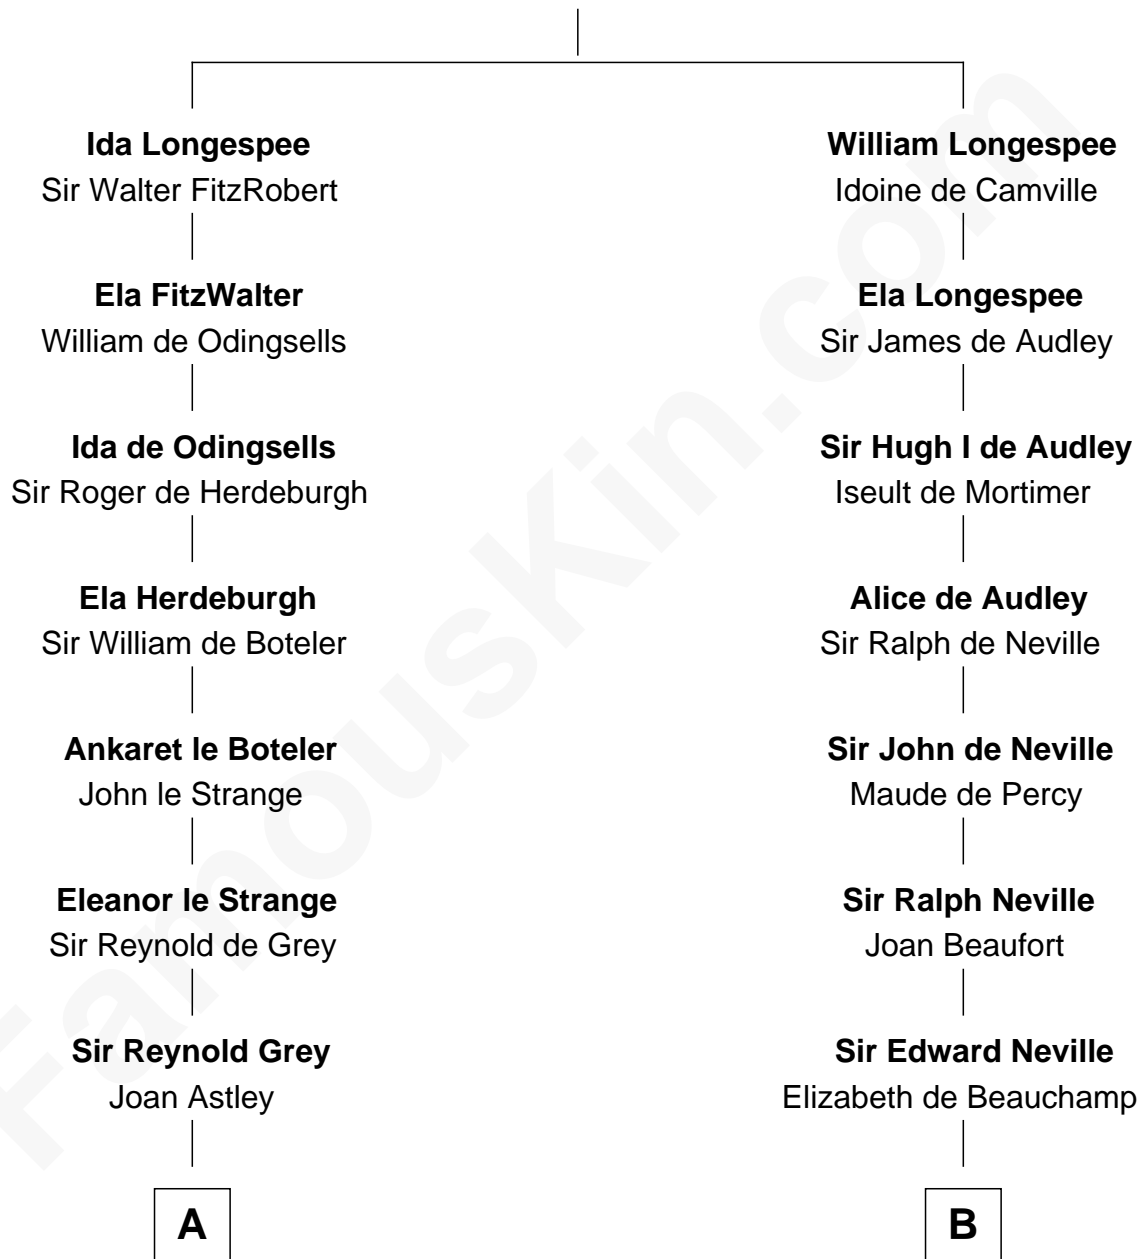 Ida Longespee
Sir Walter FitzRobert
William Longespee
Idoine de Camville
Ela FitzWalter
William de Odingsells
Ela Longespee
Sir James de Audley
Ida de Odingsells
Sir Roger de Herdeburgh
Sir Hugh I de Audley
Iseult de Mortimer
Ela Herdeburgh
Sir William de Boteler
Alice de Audley
Sir Ralph de Neville
Ankaret le Boteler
John le Strange
Sir John de Neville
Maude de Percy
Eleanor le Strange
Sir Reynold de Grey
Sir Ralph Neville
Joan Beaufort
Sir Reynold Grey
Joan Astley
Sir Edward Neville
Elizabeth de Beauchamp
A
B
FamousKin.com